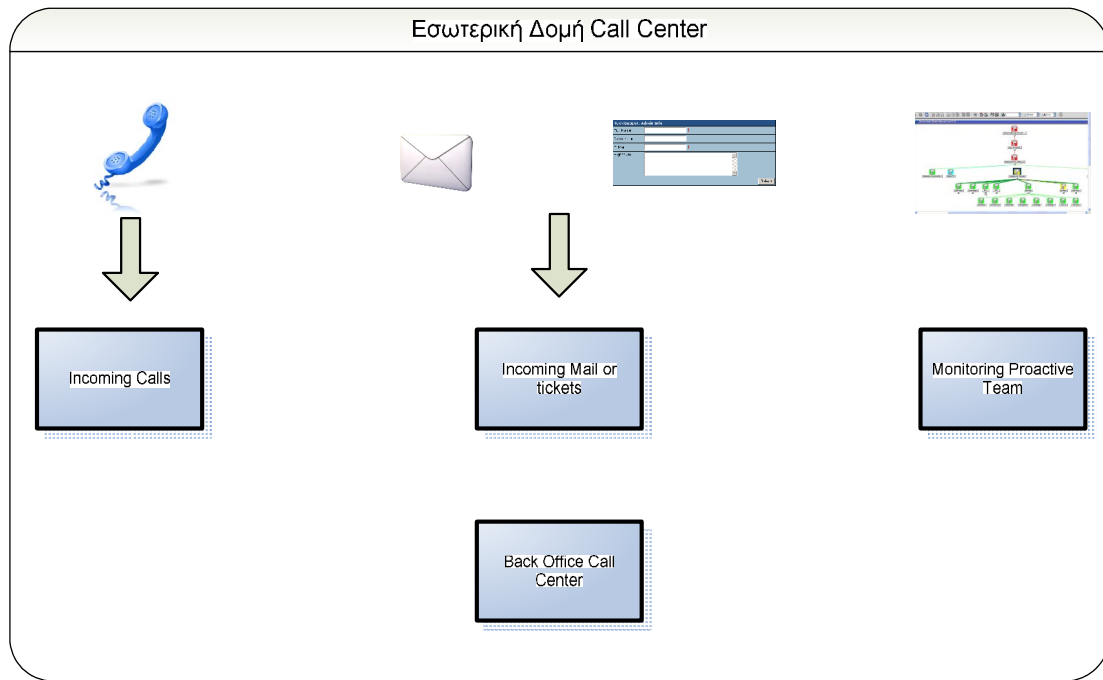 Εσωτερική Δομή Call Center
Incoming Calls
Incoming Mail or
tickets
Monitoring Proactive
Team
Back Office Call
Center